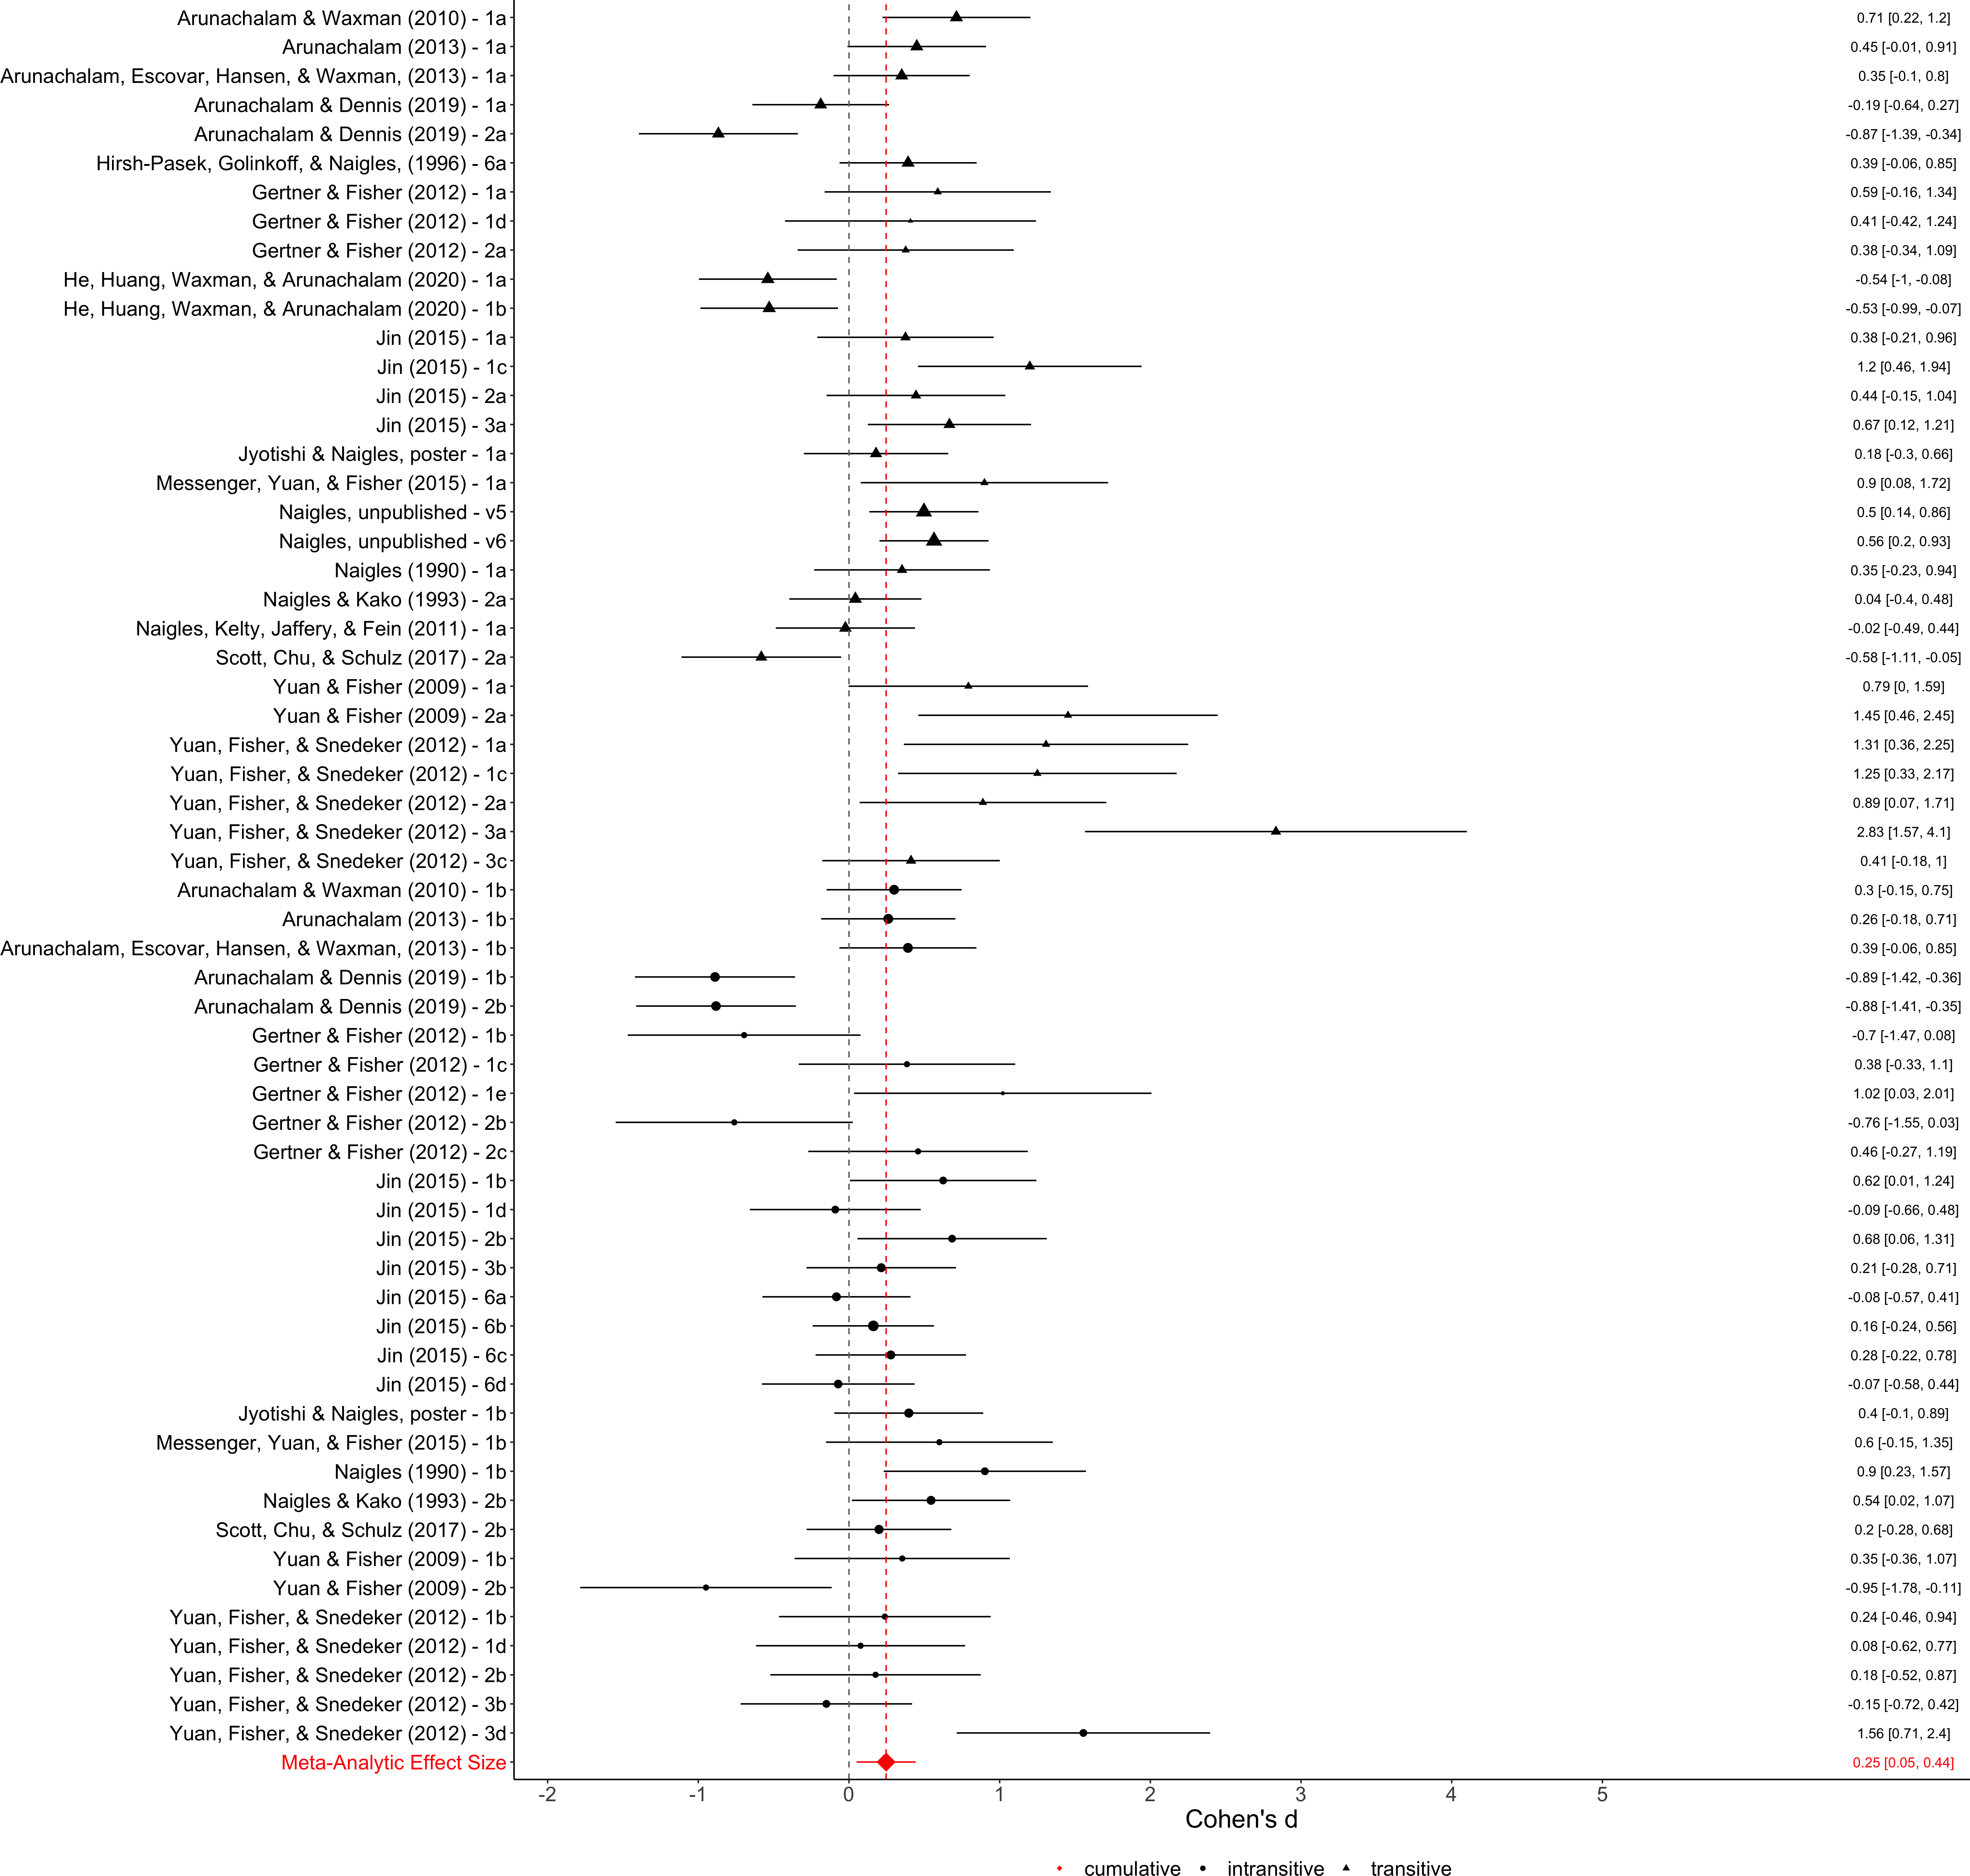 Arunachalam & Waxman (2010) - 1a 0.71 [0.22, 1.2]
Arunachalam (2013) - 1a 0.45 [-0.01, 0.91]
Arunachalam, Escovar, Hansen, & Waxman, (2013) - 1a 0.35 [-0.1, 0.8]
Arunachalam & Dennis (2019) - 1a -0.19 [-0.64, 0.27]
Arunachalam & Dennis (2019) - 2a -0.87 [-1.39, -0.34]
Hirsh-Pasek, Golinkoff, & Naigles, (1996) - 6a 0.39 [-0.06, 0.85]
Gertner & Fisher (2012) - 1a 0.59 [-0.16, 1.34]
Gertner & Fisher (2012) - 1d 0.41 [-0.42, 1.24]
Gertner & Fisher (2012) - 2a 0.38 [-0.34, 1.09]
He, Huang, Waxman, & Arunachalam (2020) - 1a -0.54 [-1, -0.08]
He, Huang, Waxman, & Arunachalam (2020) - 1b -0.53 [-0.99, -0.07]
Jin (2015) - 1a 0.38 [-0.21, 0.96]
Jin (2015) - 1c 1.2 [0.46, 1.94]
Jin (2015) - 2a 0.44 [-0.15, 1.04]
Jin (2015) - 3a 0.67 [0.12, 1.21]
Jyotishi & Naigles, poster - 1a 0.18 [-0.3, 0.66]
Messenger, Yuan, & Fisher (2015) - 1a 0.9 [0.08, 1.72]
Naigles, unpublished - v5 0.5 [0.14, 0.86]
Naigles, unpublished - v6 0.56 [0.2, 0.93]
Naigles (1990) - 1a 0.35 [-0.23, 0.94]
Naigles & Kako (1993) - 2a 0.04 [-0.4, 0.48]
Naigles, Kelty, Jaffery, & Fein (2011) - 1a -0.02 [-0.49, 0.44]
Scott, Chu, & Schulz (2017) - 2a -0.58 [-1.11, -0.05]
Yuan & Fisher (2009) - 1a 0.79 [0, 1.59]
Yuan & Fisher (2009) - 2a 1.45 [0.46, 2.45]
Yuan, Fisher, & Snedeker (2012) - 1a 1.31 [0.36, 2.25]
Yuan, Fisher, & Snedeker (2012) - 1c 1.25 [0.33, 2.17]
Yuan, Fisher, & Snedeker (2012) - 2a 0.89 [0.07, 1.71]
Yuan, Fisher, & Snedeker (2012) - 3a 2.83 [1.57, 4.1]
Yuan, Fisher, & Snedeker (2012) - 3c 0.41 [-0.18, 1]
Arunachalam & Waxman (2010) - 1b 0.3 [-0.15, 0.75]
Arunachalam (2013) - 1b 0.26 [-0.18, 0.71]
Arunachalam, Escovar, Hansen, & Waxman, (2013) - 1b 0.39 [-0.06, 0.85]
Arunachalam & Dennis (2019) - 1b -0.89 [-1.42, -0.36]
Arunachalam & Dennis (2019) - 2b -0.88 [-1.41, -0.35]
Gertner & Fisher (2012) - 1b -0.7 [-1.47, 0.08]
Gertner & Fisher (2012) - 1c 0.38 [-0.33, 1.1]
Gertner & Fisher (2012) - 1e 1.02 [0.03, 2.01]
Gertner & Fisher (2012) - 2b -0.76 [-1.55, 0.03]
Gertner & Fisher (2012) - 2c 0.46 [-0.27, 1.19]
Jin (2015) - 1b 0.62 [0.01, 1.24]
Jin (2015) - 1d -0.09 [-0.66, 0.48]
Jin (2015) - 2b 0.68 [0.06, 1.31]
Jin (2015) - 3b 0.21 [-0.28, 0.71]
Jin (2015) - 6a -0.08 [-0.57, 0.41]
Jin (2015) - 6b 0.16 [-0.24, 0.56]
Jin (2015) - 6c 0.28 [-0.22, 0.78]
Jin (2015) - 6d -0.07 [-0.58, 0.44]
Jyotishi & Naigles, poster - 1b 0.4 [-0.1, 0.89]
Messenger, Yuan, & Fisher (2015) - 1b 0.6 [-0.15, 1.35]
Naigles (1990) - 1b 0.9 [0.23, 1.57]
Naigles & Kako (1993) - 2b 0.54 [0.02, 1.07]
Scott, Chu, & Schulz (2017) - 2b 0.2 [-0.28, 0.68]
Yuan & Fisher (2009) - 1b 0.35 [-0.36, 1.07]
Yuan & Fisher (2009) - 2b -0.95 [-1.78, -0.11]
Yuan, Fisher, & Snedeker (2012) - 1b 0.24 [-0.46, 0.94]
Yuan, Fisher, & Snedeker (2012) - 1d 0.08 [-0.62, 0.77]
Yuan, Fisher, & Snedeker (2012) - 2b 0.18 [-0.52, 0.87]
Yuan, Fisher, & Snedeker (2012) - 3b -0.15 [-0.72, 0.42]
Yuan, Fisher, & Snedeker (2012) - 3d 1.56 [0.71, 2.4]
Meta-Analytic Effect Size 0.25 [0.05, 0.44]
-2 -1 0 1 2 3 4 5
Cohen's d
cumulative intransitive transitive